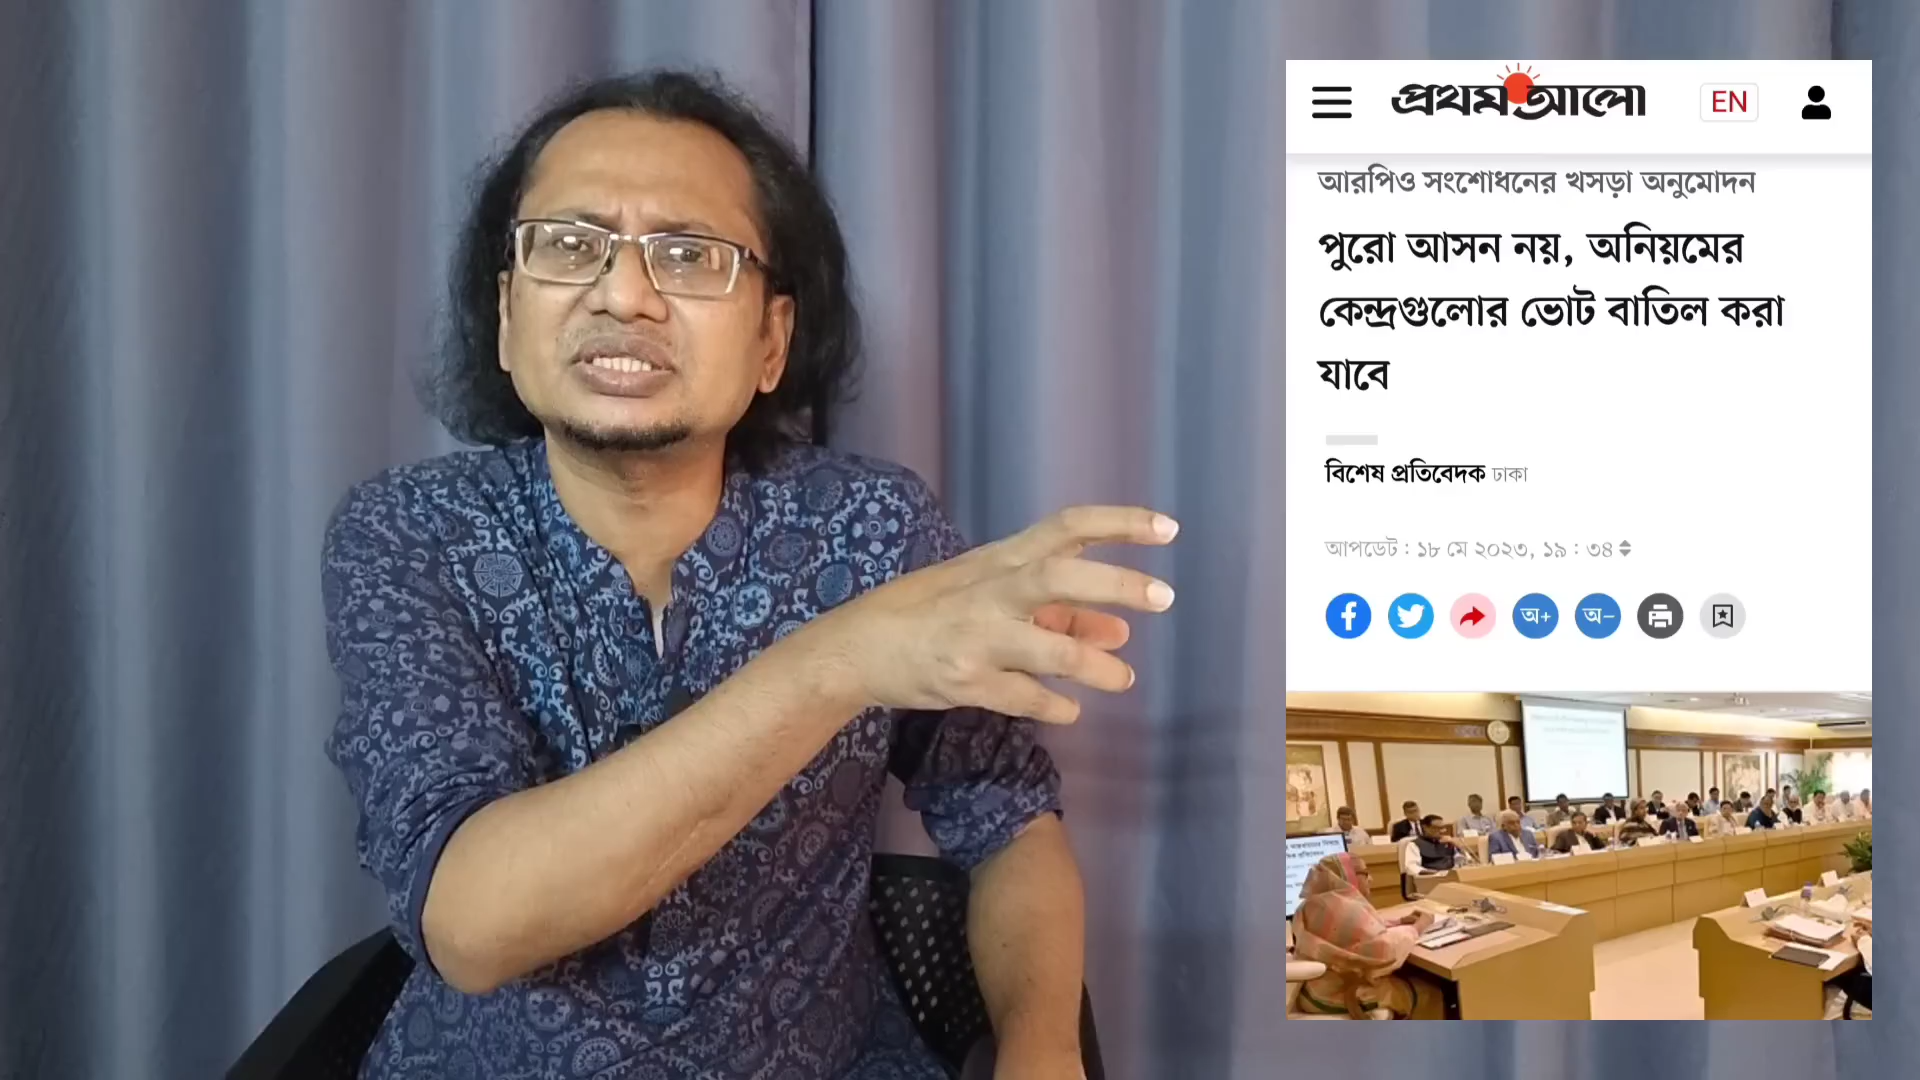 প্রথম আলো
EN
আরপিও সংশোধনের খসড়া অনুমোদন
পুরো আসন নয়, অনিয়মের
কেন্দ্রগুলোর ভোট বাতিল করা
যাবে
বিশেষ প্রতিবেদক ঢাকা
আপডেট : ১৮ মে ২০২৩, ১৯ : ৩৪
অ+ অ–